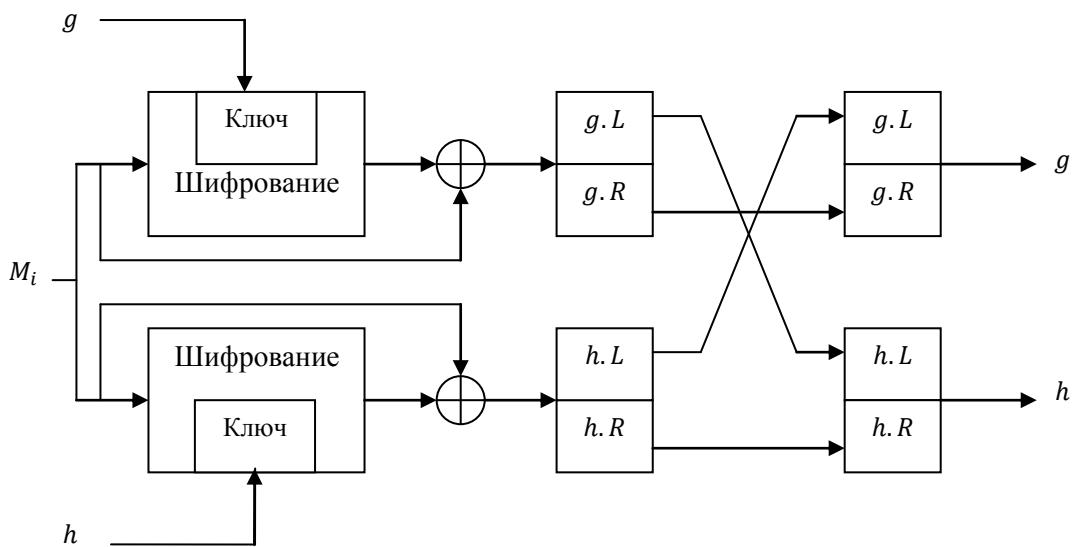 g
Ключ
Шифрование
g.L
g.R
g.L
g.R
g
M_i
Шифрование
Ключ
h.L
h.R
h.L
h.R
h
h